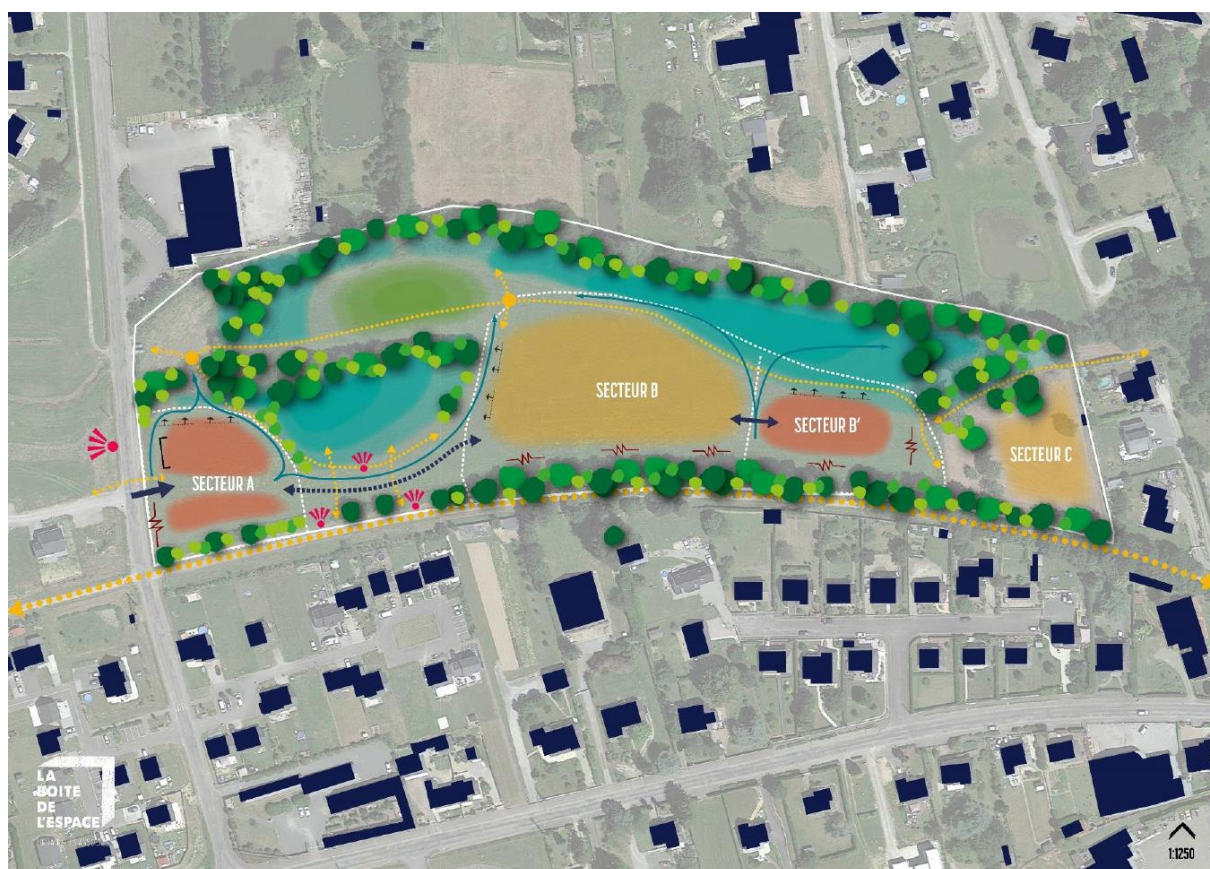 SECTEUR B
SECTEUR B'
SECTEUR C
SECTEUR A
LA
BOITE
DE
L'ESPACE
1:1250